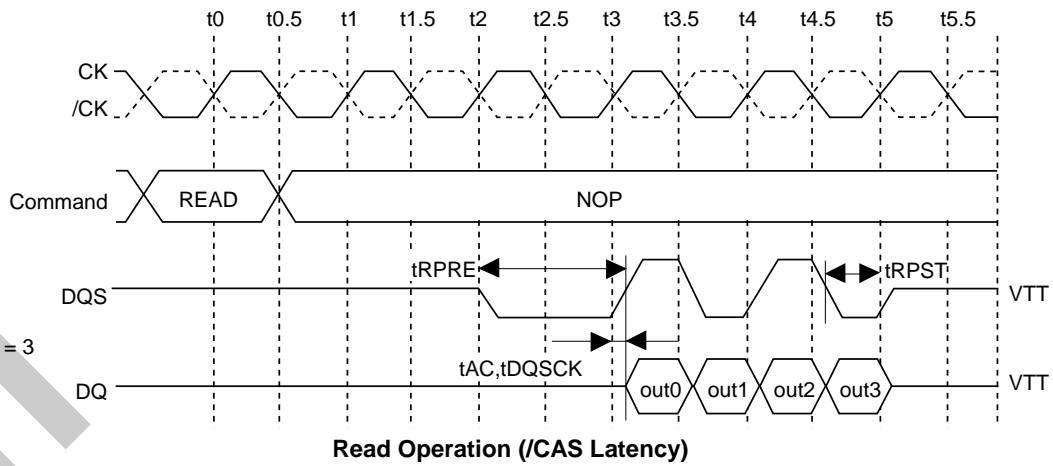 t0 t0.5 t1 t1.5 t2 t2.5 t3 t3.5 t4 t4.5 t5 t5.5
CK
/CK
Command READ NOP
tRPRE tRPST
DQS VTT
= 3
tAC,tDQSCK
DQ out0 out1 out2 out3 VTT
Read Operation (/CAS Latency)